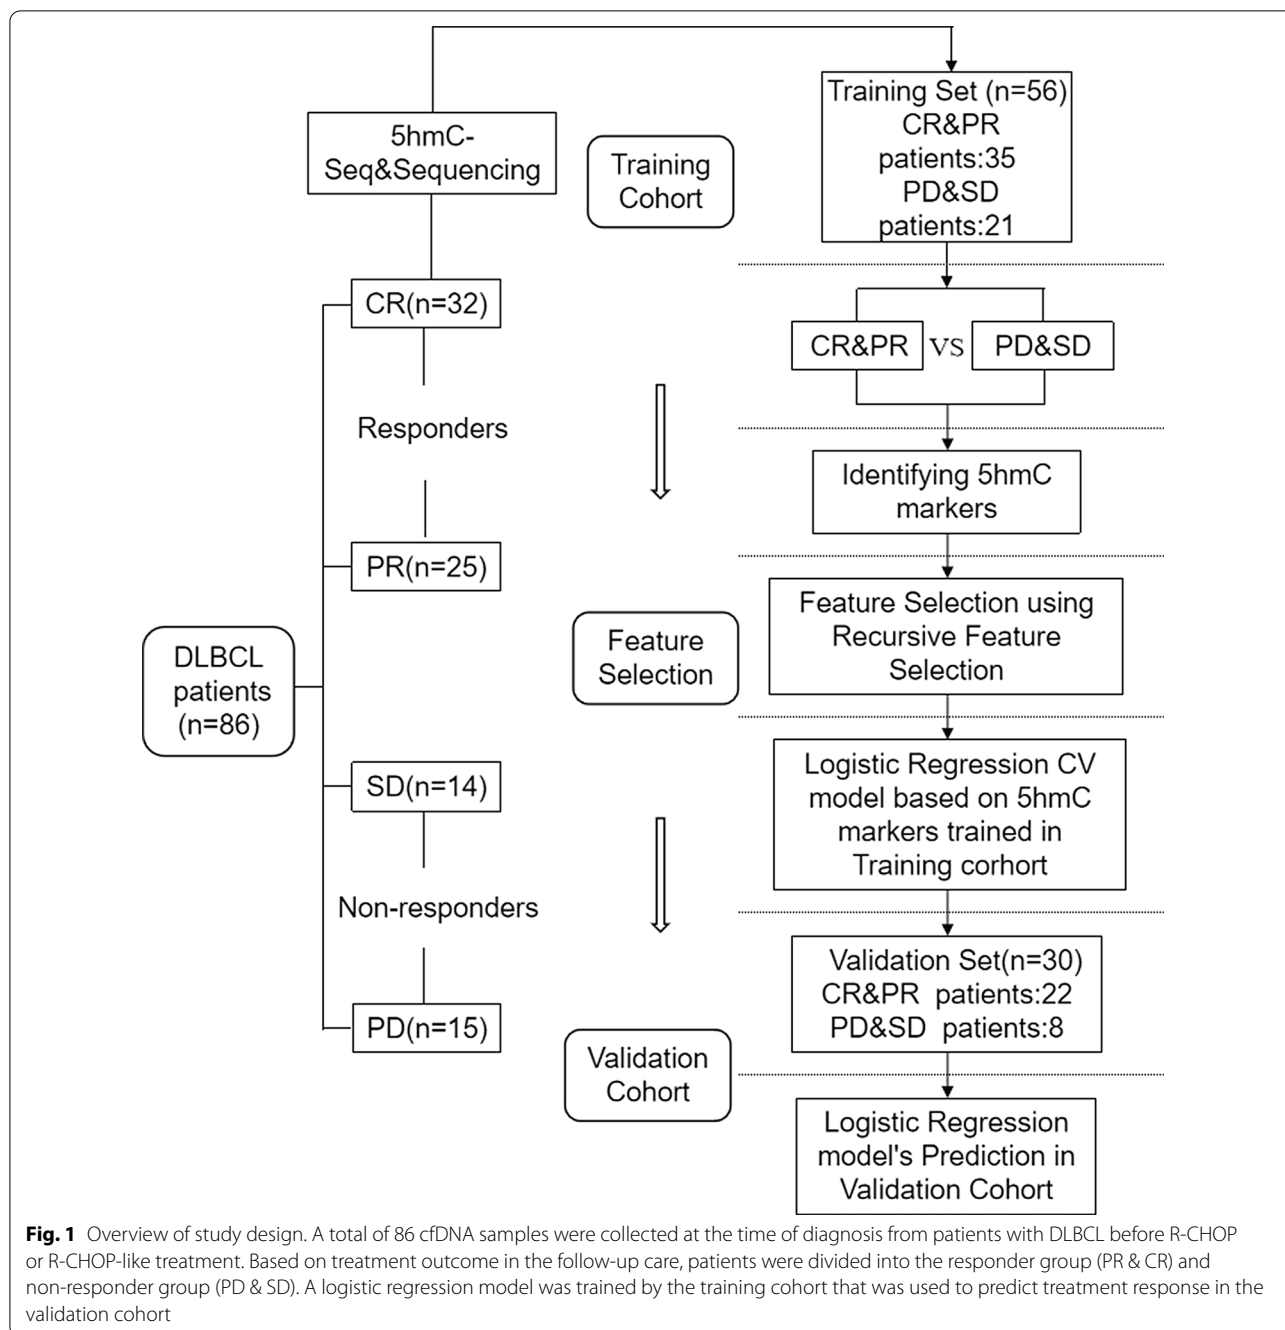 5hmC-
Seq&Sequencing
CR(n=32)
Responders
PR(n=25)
DLBCL
patients
(n=86)
SD(n=14)
Non-responders
PD(n=15)
Training
Cohort
Feature
Selection
Validation
Cohort
Training Set (n=56)
CR&PR
patients:35
PD&SD
patients:21
CR&PR VS PD&SD
Identifying 5hmC
markers
Feature Selection using
Recursive Feature
Selection
Logistic Regression CV
model based on 5hmC
markers trained in
Training corhort
Validation Set(n=30)
CR&PR patients:22
PD&SD patients:8
Logistic Regression
model's Prediction in
Validation Cohort
Fig. 1 Overview of study design. A total of 86 cfDNA samples were collected at the time of diagnosis from patients with DLBCL before R-CHOP
or R-CHOP-like treatment. Based on treatment outcome in the follow-up care, patients were divided into the responder group (PR & CR) and
non-responder group (PD & SD). A logistic regression model was trained by the training cohort that was used to predict treatment response in the
validation cohort